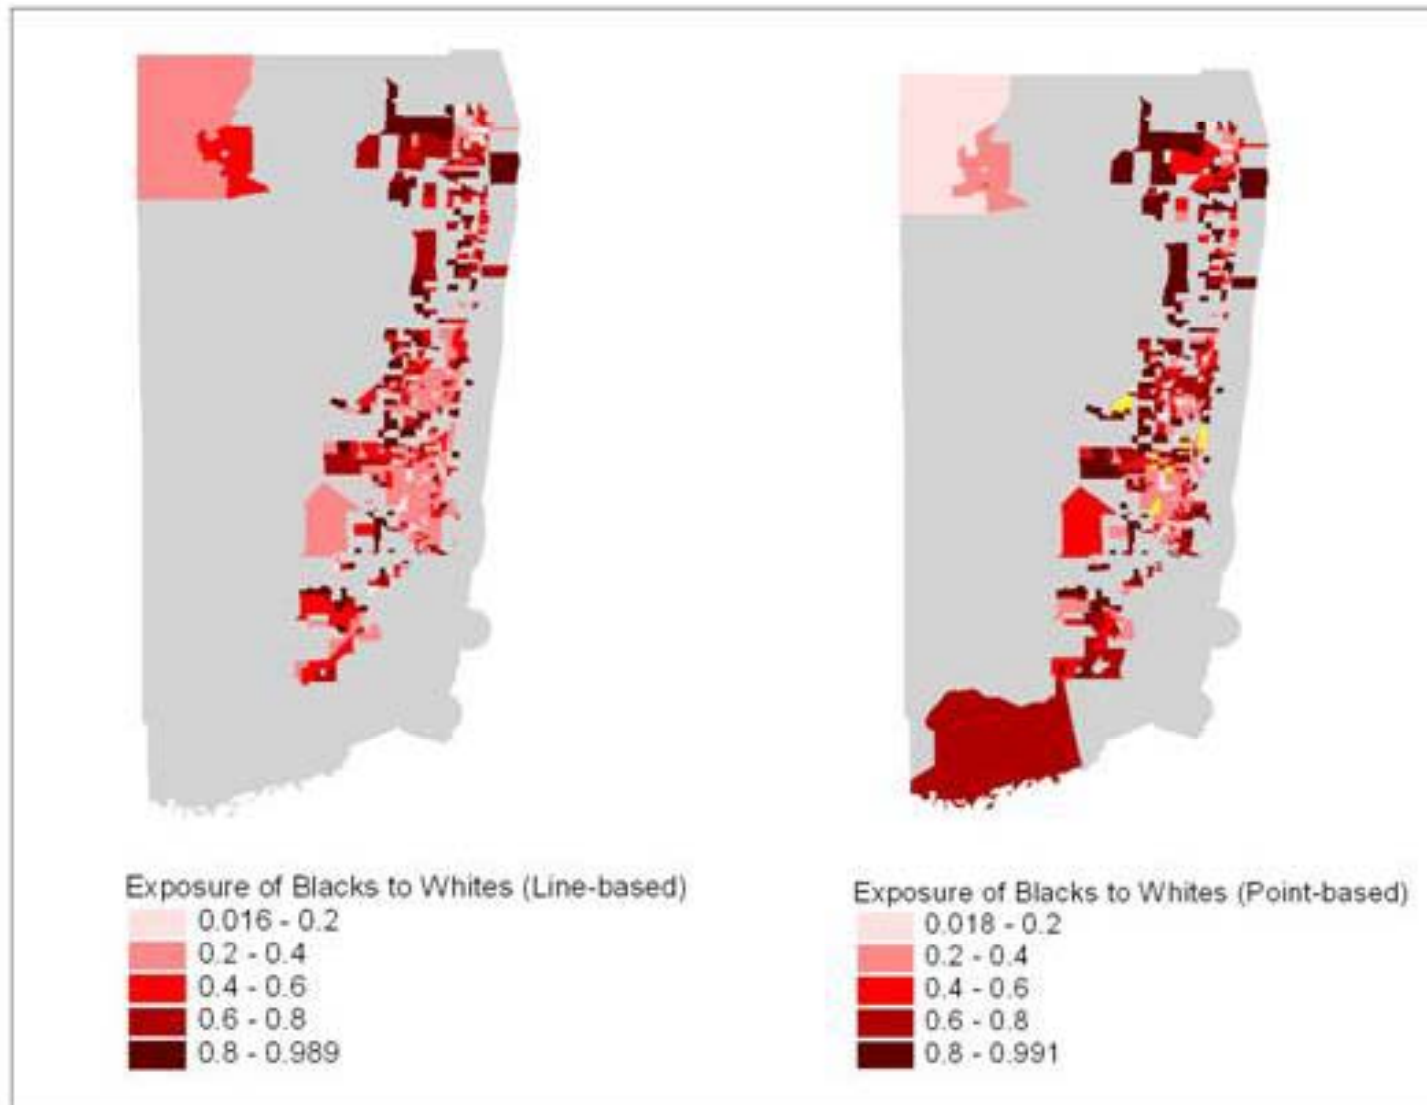 Exposure of Blacks to Whites (Line-based)
0.016 - 0.2
0.2 - 0.4
0.4 - 0.6
0.6 - 0.8
0.8 - 0.989
Exposure of Blacks to Whites (Point-based)
0.018 - 0.2
0.2 - 0.4
0.4 - 0.6
0.6 - 0.8
0.8 - 0.991